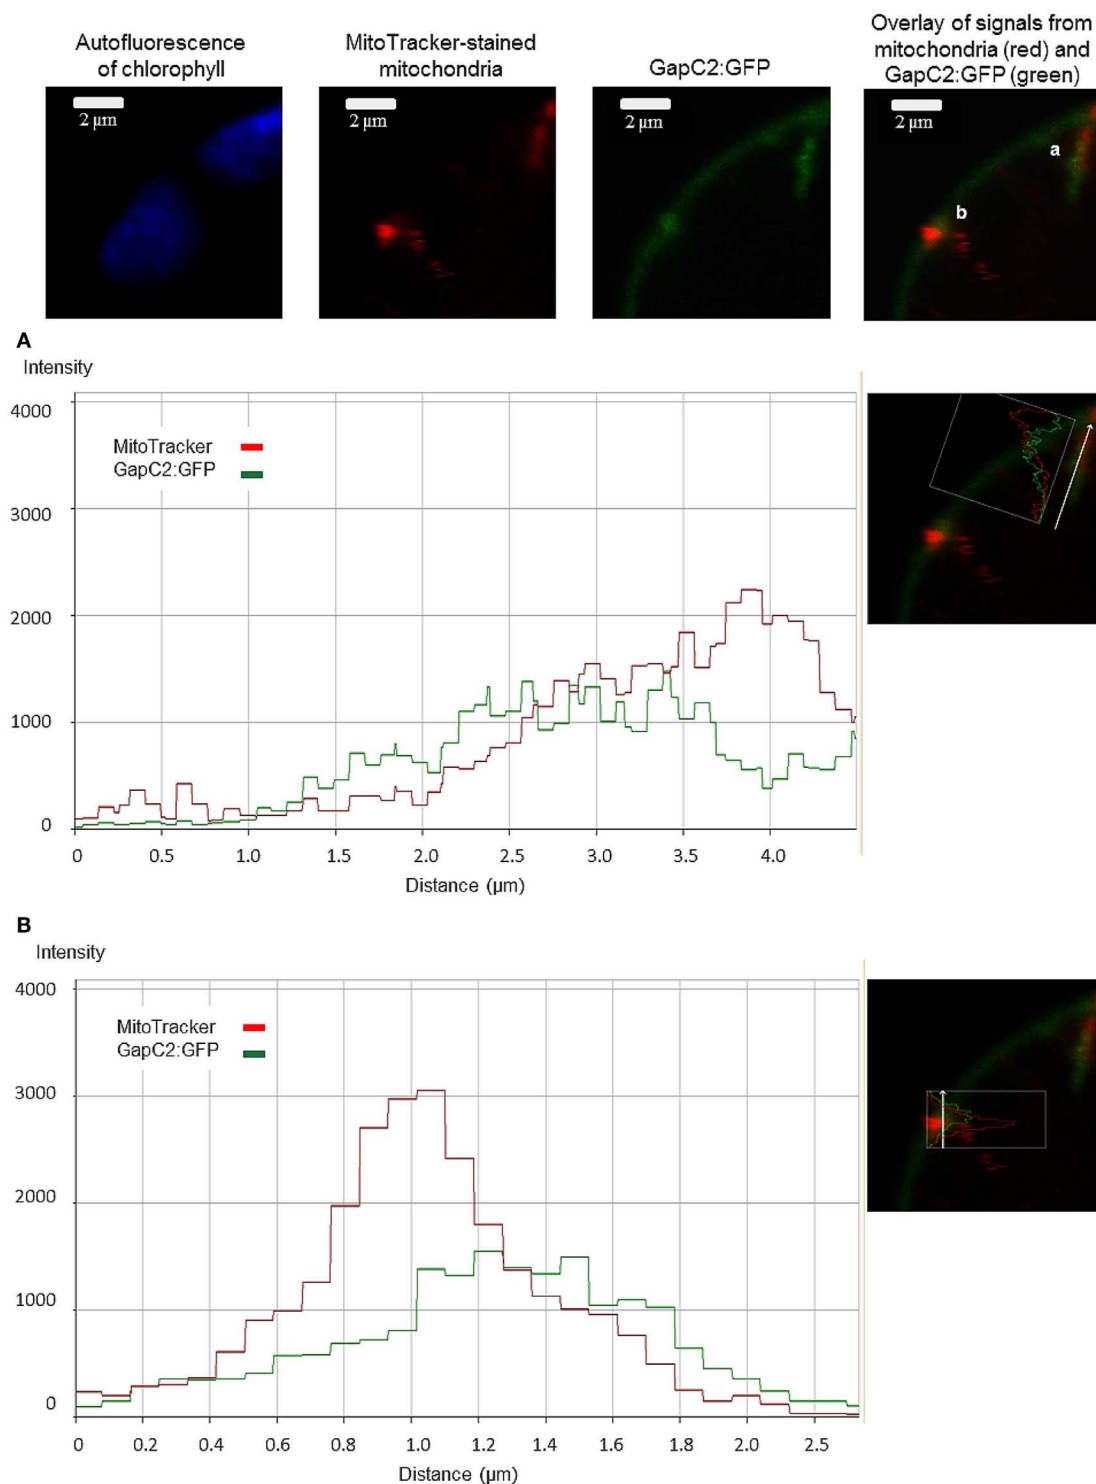 Autofluorescence
of chlorophyll
MitoTracker-stained
mitochondria
GapC2:GFP
Overlay of signals from
mitochondria (red) and
GapC2:GFP (green)
2 µm
2 µm
2 µm
2 µm
a
b
A
Intensity
4000
3000
2000
1000
0
MitoTracker
GapC2:GFP
0 0.5 1.0 1.5 2.0 2.5 3.0 3.5 4.0
Distance (µm)
B
Intensity
4000
3000
2000
1000
0
MitoTracker
GapC2:GFP
0 0.2 0.4 0.6 0.8 1.0 1.2 1.4 1.6 2.0 2.5
Distance (µm)